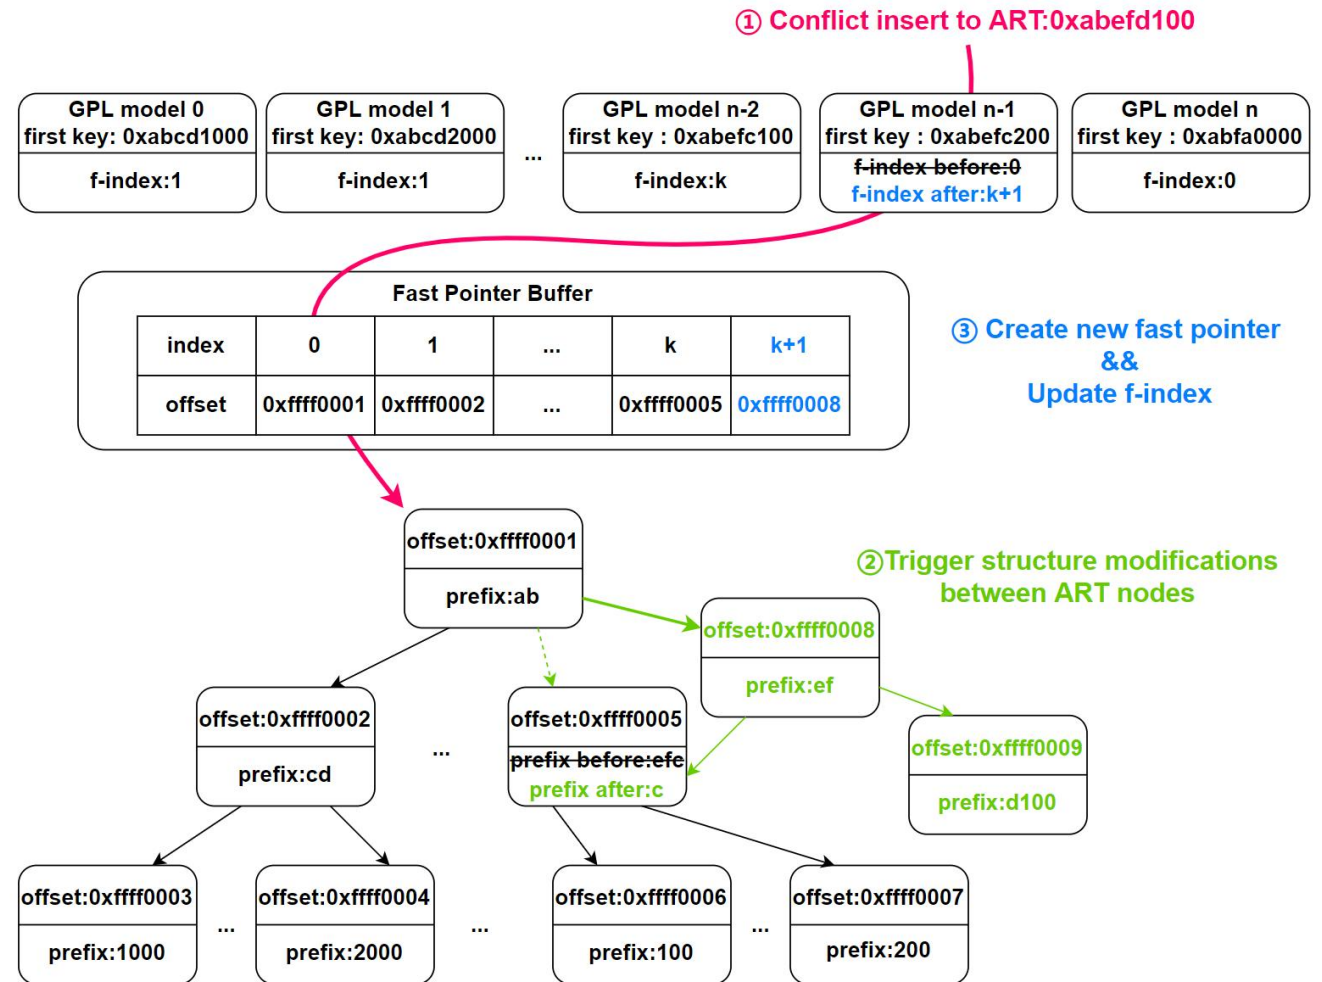 ① Conflict insert to ART:0xabefd100
GPL model 0
first key: 0xabcd1000
f-index:1
GPL model 1
first key: 0xabcd2000
f-index:1
...
GPL model n-2
first key : 0xabefc100
f-index:k
GPL model n-1
first key : 0xabefc200
f-index before:0
f-index after:k+1
GPL model n
first key : 0xabfa0000
f-index:0
Fast Pointer Buffer
index 0 1 ... k k+1
offset 0xffff0001 0xffff0002 ... 0xffff0005 0xffff0008
③ Create new fast pointer
&&
Update f-index
offset:0xffff0001
prefix:ab
②Trigger structure modifications
between ART nodes
offset:0xffff0008
prefix:ef
offset:0xffff0002
prefix:cd
...
offset:0xffff0005
prefix before:efc
prefix after:c
offset:0xffff0009
prefix:d100
offset:0xffff0003
prefix:1000
...
offset:0xffff0004
prefix:2000
...
offset:0xffff0006
prefix:100
...
offset:0xffff0007
prefix:200